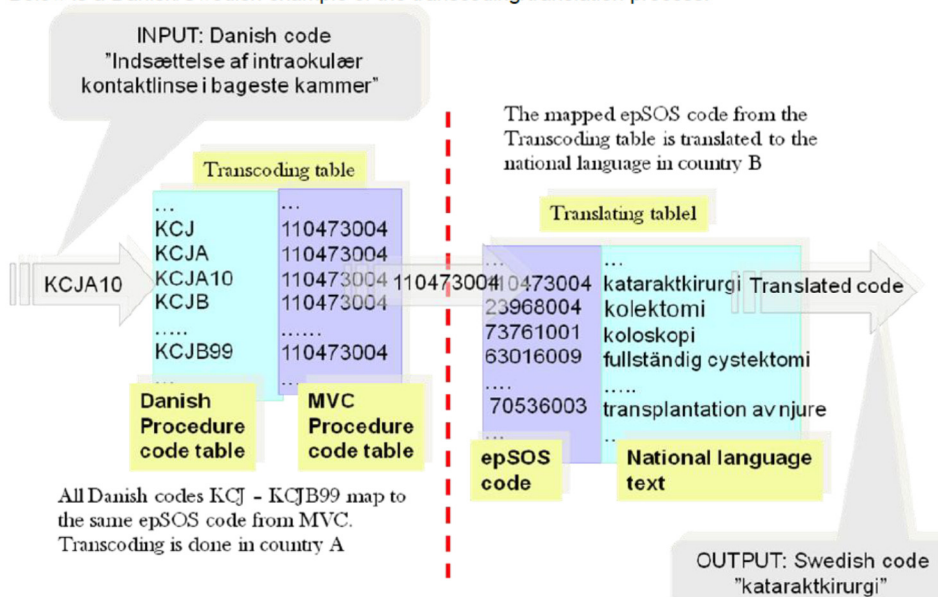 INPUT: Danish code
"Indsættelse af intraokulær
kontaktlinse i bageste kammer"
The mapped epSOS code from the
Transcoding table is translated to the
national language in country B
Transcoding table
Translating tablel
... ...
KCJ 110473004
KCJA 110473004
KCJA10 KCJA10 110473004 110473004
KCJB 110473004
..... ......
KCJB99 110473004
... ...
Danish
Procedure
code table
MVC
Procedure
code table
... ...
110473004 kataraktkirurgi Translated code
23968004 kolektomi
73761001 koloskopi
63016009 fullständig cystektomi
.... .....
70536003 transplantation av njure
... ..
epSOS
code
National language
text
All Danish codes KCJ – KCJB99 map to
the same epSOS code from MVC.
Transcoding is done in country A
OUTPUT: Swedish code
"kataraktkirurgi"